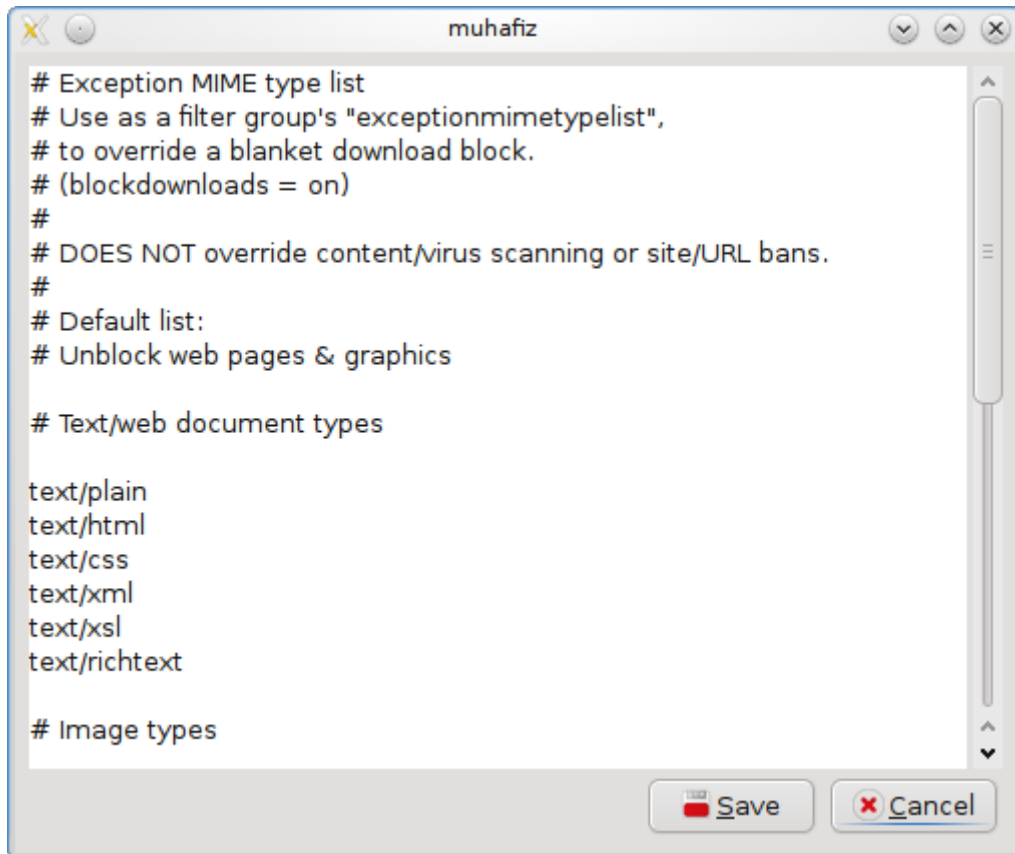 muhafiz
# Exception MIME type list
# Use as a filter group's "exceptionmimetypelist",
# to override a blanket download block.
# (blockdownloads = on)
#
# DOES NOT override content/virus scanning or site/URL bans.
#
# Default list:
# Unblock web pages & graphics
# Text/web document types
text/plain
text/html
text/css
text/xml
text/xsl
text/richtext
# Image types
Save Cancel